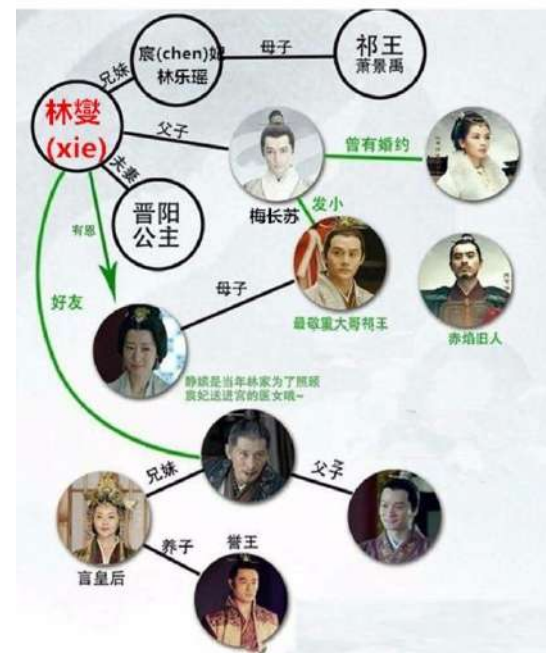 宸(chen)妃
林乐瑶
母子
祁王
萧景禹
兄妹
林燮
(xie)
父子
夫妻
曾有婚约
梅长苏
发小
晋阳
公主
有恩
好友
母子
最敬重大哥祁王
赤焰旧人
静嫔是当年林家为了照顾
宸妃送进宫的医女哦~
兄妹
父子
言皇后
养子
誉王